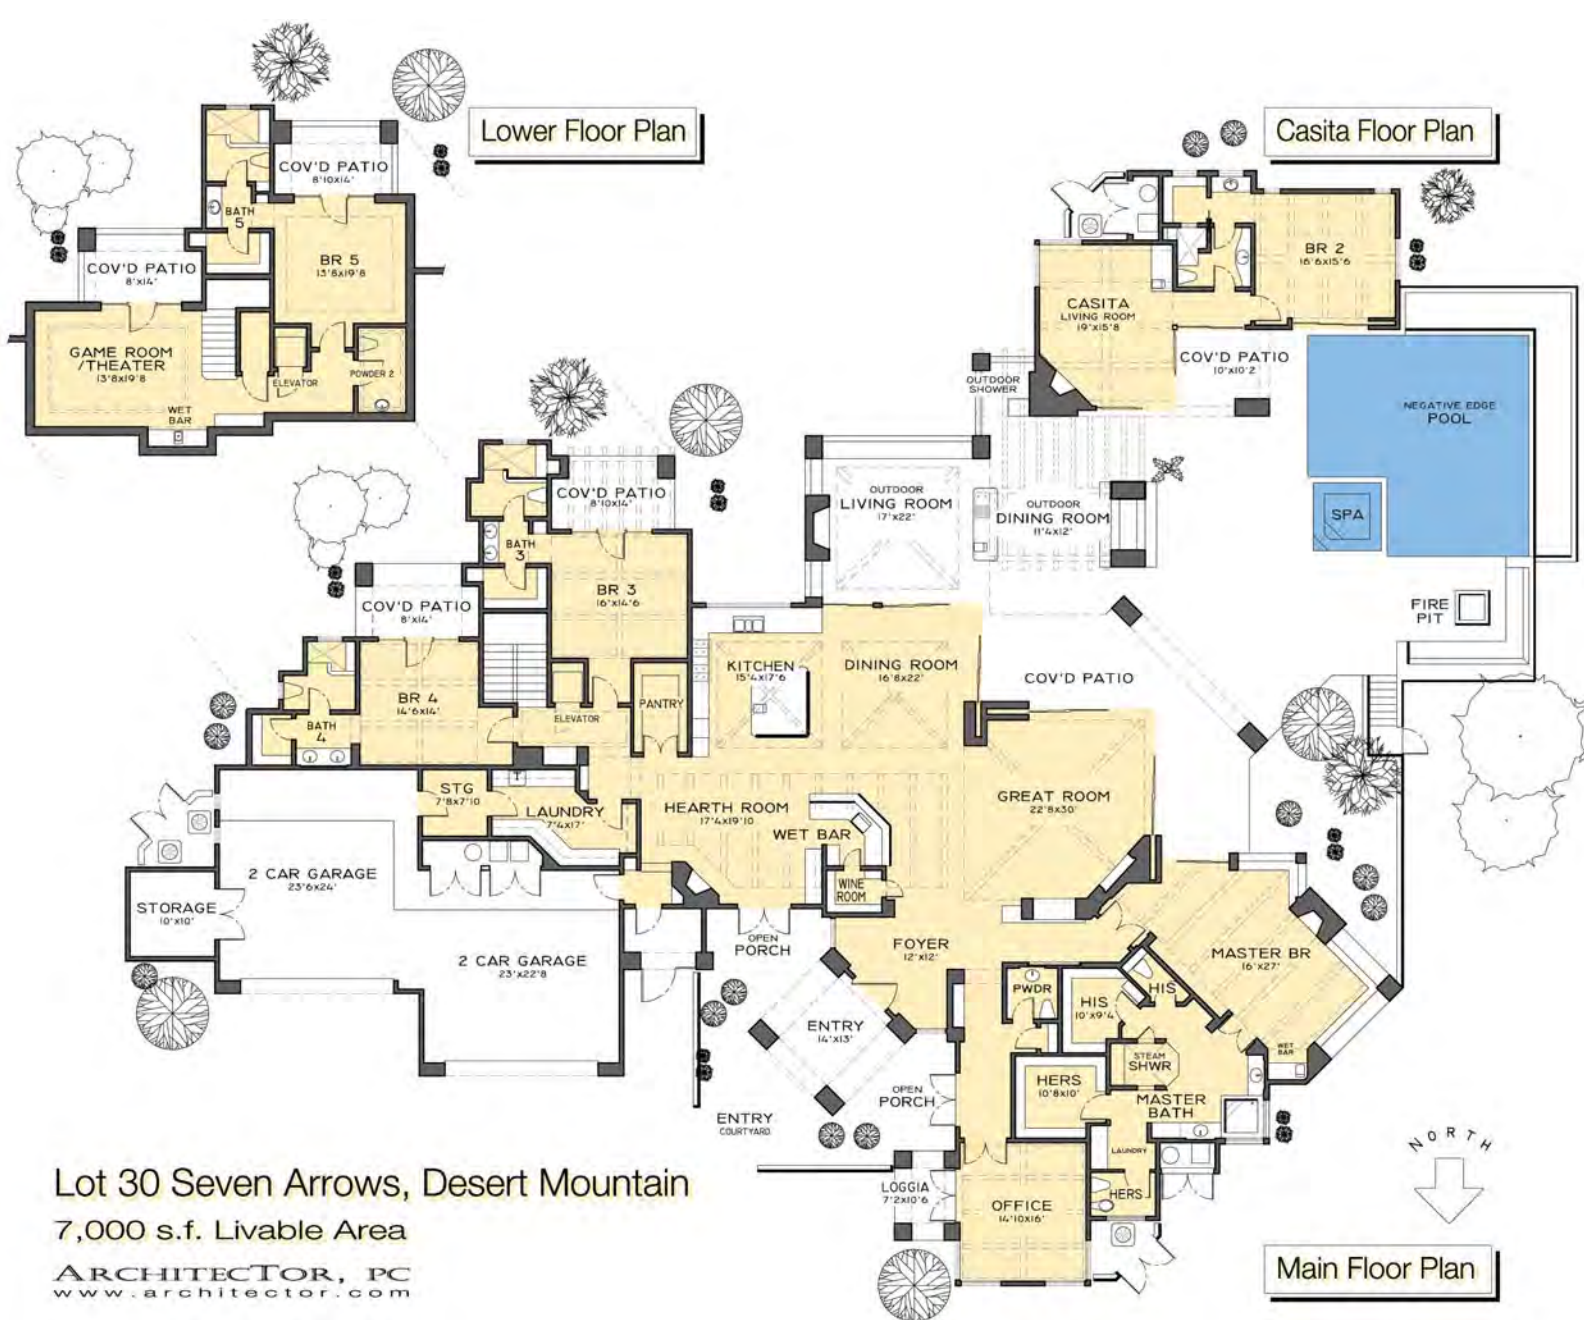 Lower Floor Plan
COV'D PATIO
8'10x14'
BATH
5
BR 5
13'8x19'8
COV'D PATIO
8'x14'
GAME ROOM
/THEATER
13'8x19'8
WET
BAR
ELEVATOR
POWDER 2
Casita Floor Plan
BR 2
16'6x15'6
CASITA
LIVING ROOM
19'x15'8
COV'D PATIO
10'x10'2
OUTDOOR
SHOWER
NEGATIVE EDGE
POOL
SPA
FIRE
PIT
OUTDOOR
LIVING ROOM
17'x22'
OUTDOOR
DINING ROOM
11'4x12'
COV'D PATIO
8'10x14'
BATH
3
BR 3
16'x14'6
COV'D PATIO
8'x14'
BR 4
14'6x14'
BATH
4
ELEVATOR
PANTRY
KITCHEN
15'4x17'6
DINING ROOM
16'8x22'
COV'D PATIO
STG
7'8x7'10
LAUNDRY
7'4x17'
HEARTH ROOM
17'4x19'10
WET BAR
WINE
ROOM
GREAT ROOM
22'8x30'
2 CAR GARAGE
23'6x24'
STORAGE
10'x10'
2 CAR GARAGE
23'x22'8
OPEN
PORCH
FOYER
12'x12'
MASTER BR
16'x27'
PWDR
HIS
10'x9'4
HIS
ENTRY
14'x13'
STEAM
SHWR
WET
BAR
HERS
10'8x10'
MASTER
BATH
OPEN
PORCH
ENTRY
COURTYARD
LAUNDRY
HERS
LOGGIA
7'2x10'6
OFFICE
14'10x16'
NORTH
Main Floor Plan
Lot 30 Seven Arrows, Desert Mountain
7,000 s.f. Livable Area
ARCHITECTOR, PC
www.architector.com